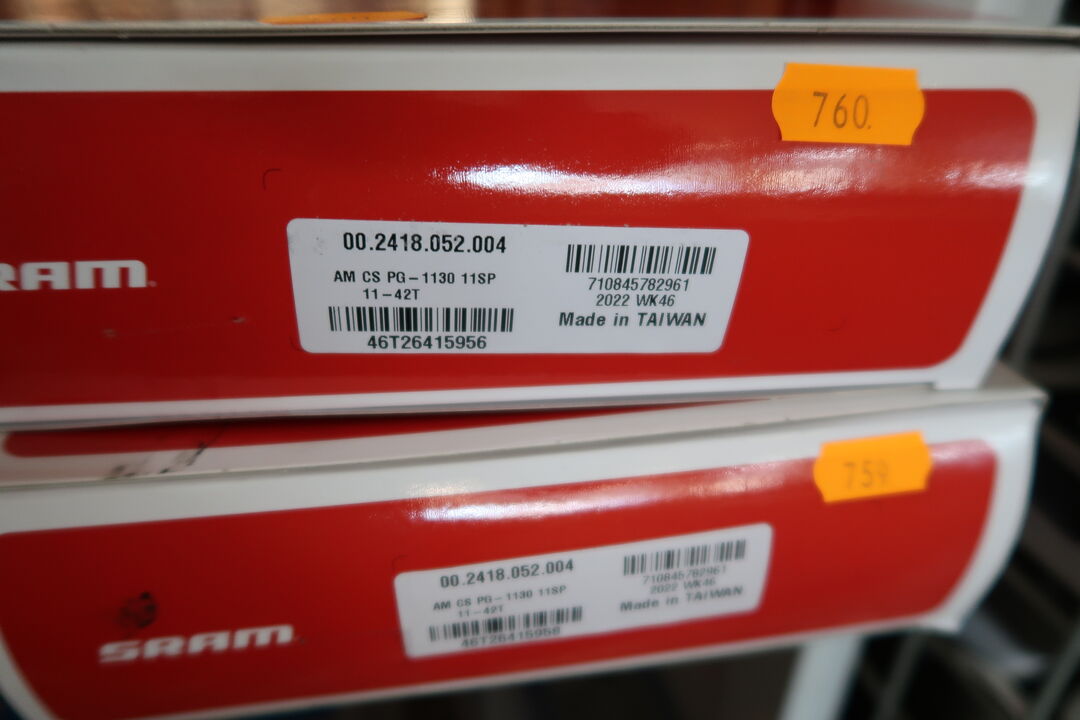 760.
RAM
00.2418.052.004
AM CS PG-1130 11SP
11-42T
46T26415956
710845782961
2022 WK46
Made in TAIWAN
759
SRAM
00.2418.052.004
AM CS PG-1130 11SP
11-42T
46T26415956
710845782961
2022 WK46
Made in TAIWAN